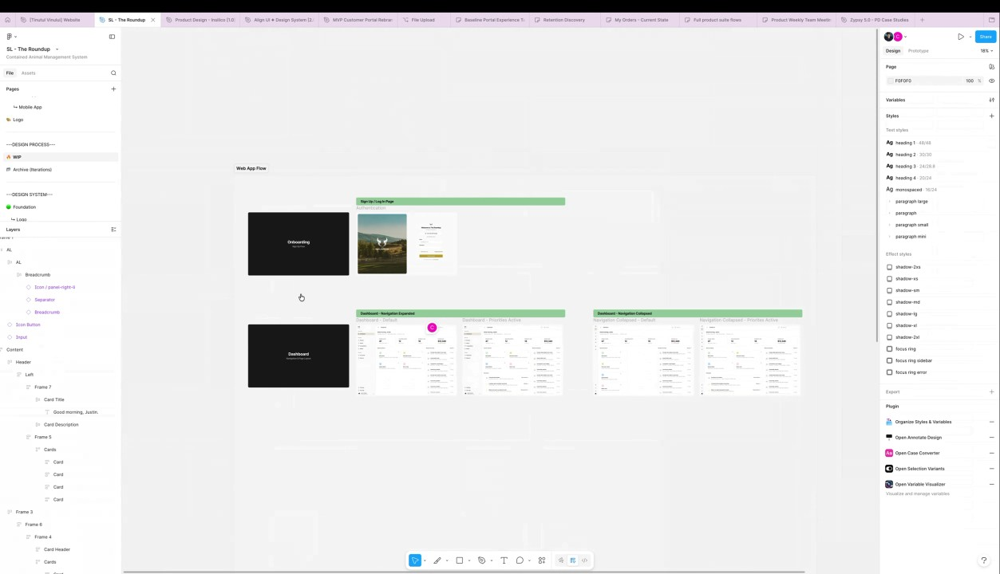 [Tinutul Vinului] Website
SL - The Roundup
Product Design - Insilico [1.0]
Align UI ✦ Design System [2.
MVP Customer Portal Rebrar
File Upload
Baseline Portal Experience T
Retention Discovery
My Orders - Current State
Full product suite flows
Product Weekly Team Meetin
Zypsy 5.0 - PD Case Studies
SL - The Roundup
Contained Animal Management System
File
Assets
Pages
Mobile App
Logo
---DESIGN PROCESS---
WIP
Archive (Iterations)
---DESIGN SYSTEM---
Foundation
Logo
Layers
Frame 1
AL
AL
Breadcrumb
Icon / panel-right-li
Separator
Breadcrumb
Icon Button
Input
Content
Header
Left
Frame 7
Card Title
Good morning, Justin.
Card Description
Frame 5
Cards
Card
Card
Card
Card
Frame 3
Frame 6
Frame 4
Card Header
Cards
Web App Flow
Sign Up / Log In Page
Authentication
Onboarding
Dashboard - Navigation Expanded
Dashboard - Default
Dashboard - Priorities Active
C
Dashboard
Dashboard - Navigation Collapsed
Navigation Collapsed - Default
Navigation Collapsed - Priorities Active
C
Share
Design
Prototype
18%
Page
F0F0F0
100
%
Variables
Styles
Text styles
Ag heading 1 · 48/48
Ag heading 2 · 30/30
Ag heading 3 · 24/28.8
Ag heading 4 · 20/24
Ag monospaced · 16/24
paragraph large
paragraph
paragraph small
paragraph mini
Effect styles
shadow-2xs
shadow-xs
shadow-sm
shadow-md
shadow-lg
shadow-xl
shadow-2xl
focus ring
focus ring sidebar
focus ring error
Export
Plugin
Organize Styles & Variables
Open Annotate Design
Aa
Open Case Converter
Open Selection Variants
Open Variable Visualizer
Visualize and manage variables
?